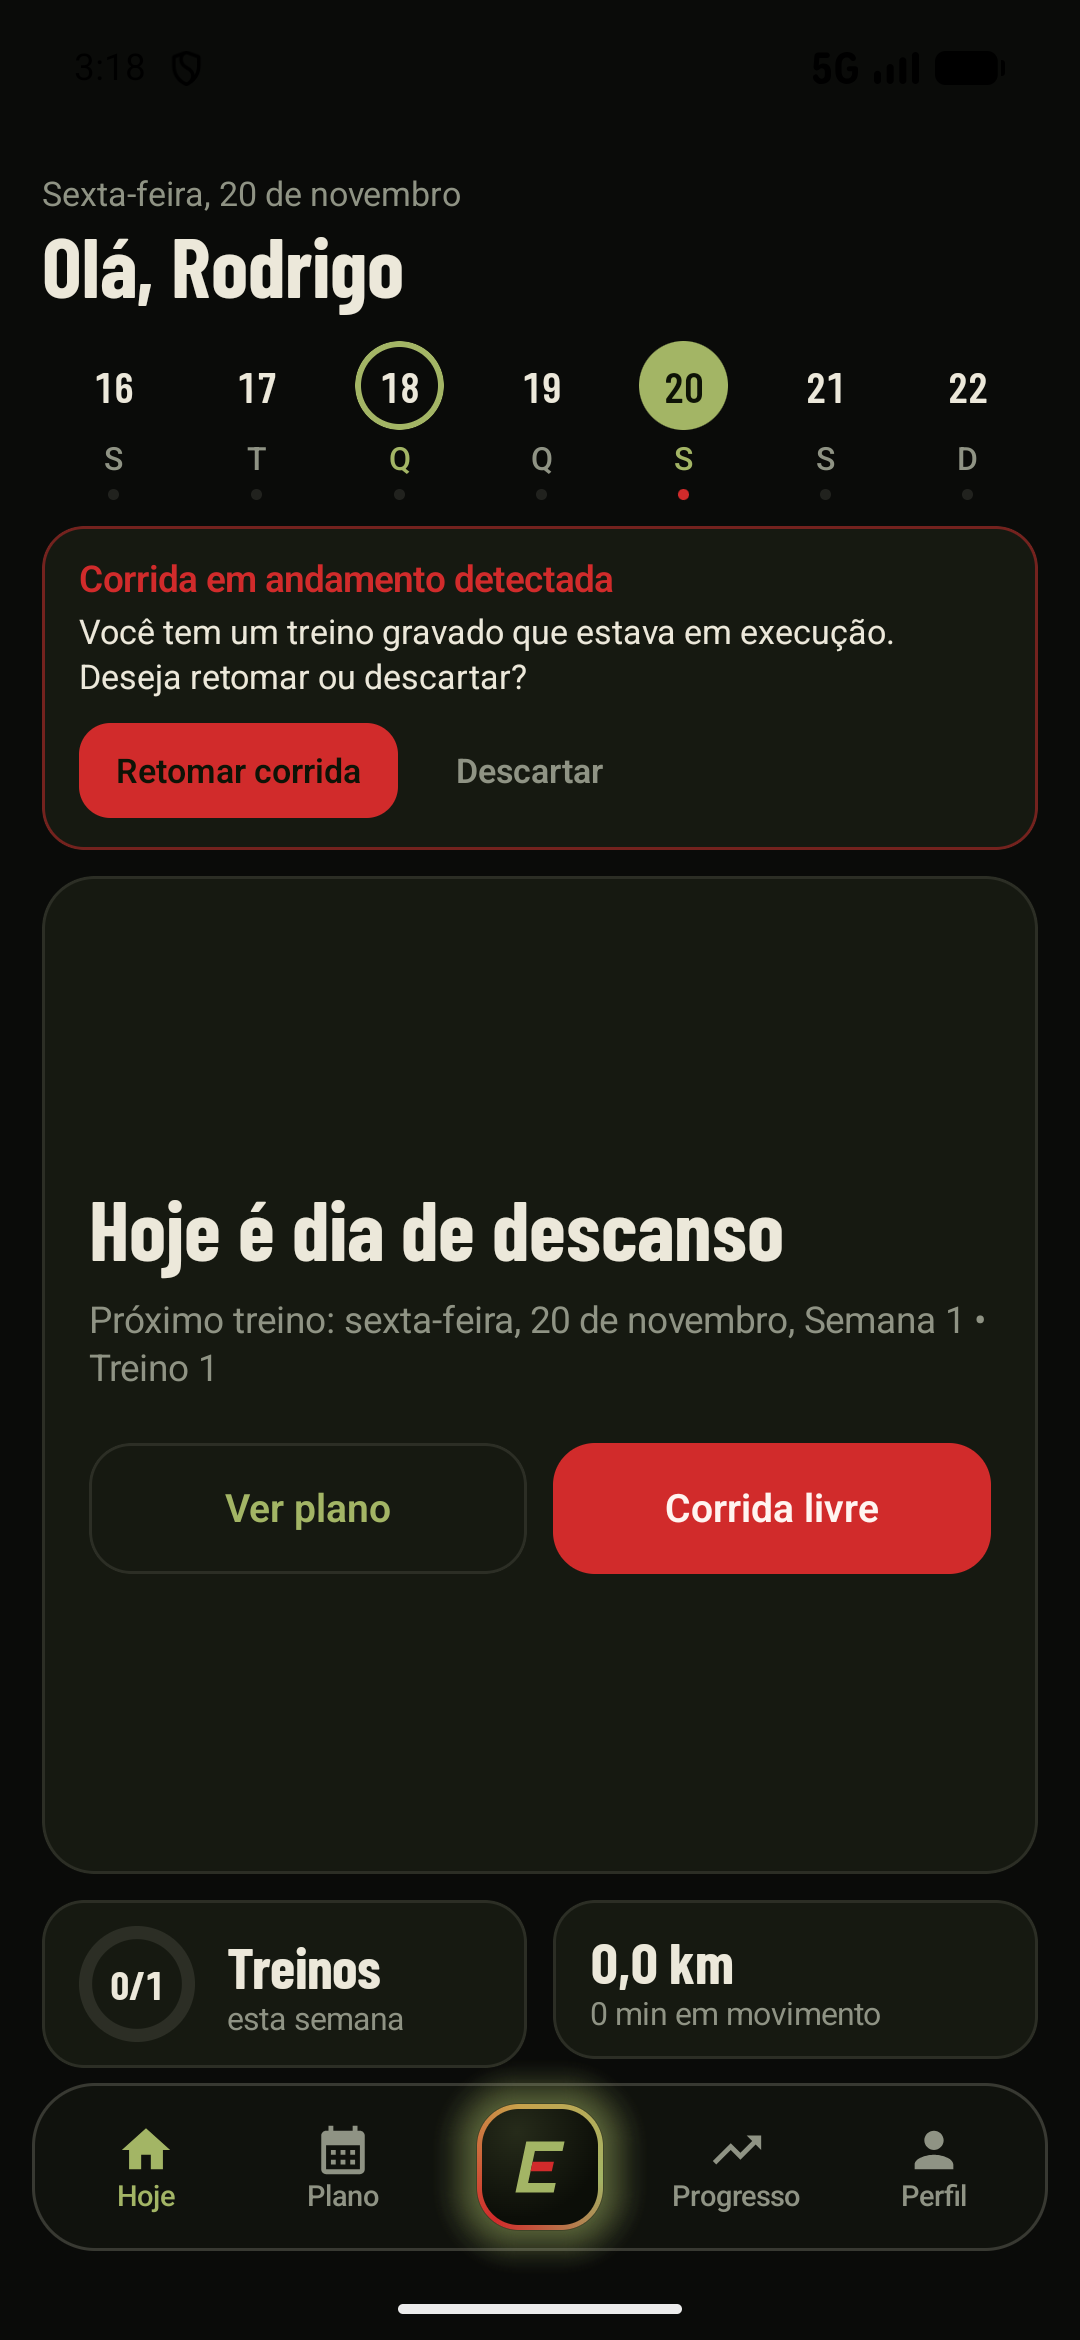 3:18
5G
Sexta-feira, 20 de novembro
Olá, Rodrigo
16 17 18 19 20 21 22
S T Q Q S S D
Corrida em andamento detectada
Você tem um treino gravado que estava em execução.
Deseja retomar ou descartar?
Retomar corrida Descartar
Hoje é dia de descanso
Próximo treino: sexta-feira, 20 de novembro, Semana 1 •
Treino 1
Ver plano Corrida livre
0/1 Treinos
esta semana
0,0 km
0 min em movimento
Hoje Plano E Progresso Perfil